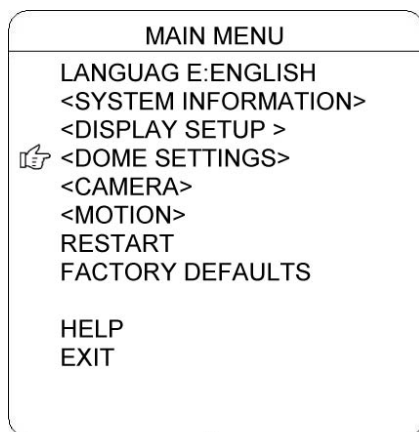 MAIN MENU
LANGUAG E:ENGLISH
<SYSTEM INFORMATION>
<DISPLAY SETUP >
<DOME SETTINGS>
<CAMERA>
<MOTION>
RESTART
FACTORY DEFAULTS
HELP
EXIT